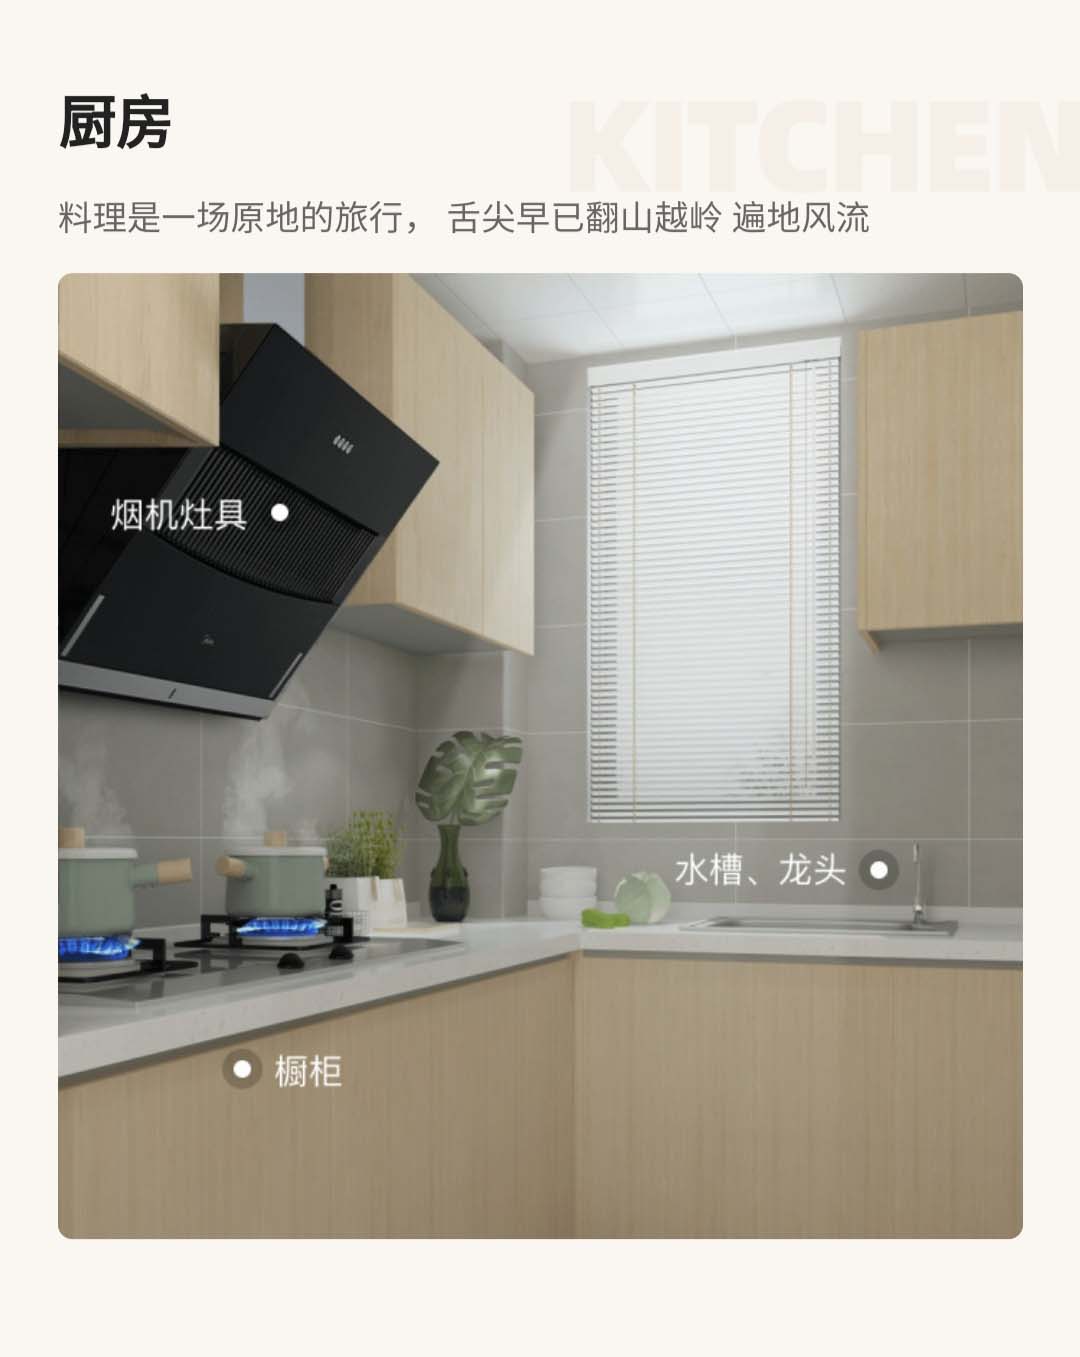 厨房
KITCHEN
料理是一场原地的旅行， 舌尖早已翻山越岭 遍地风流
烟机灶具
水槽、龙头
橱柜